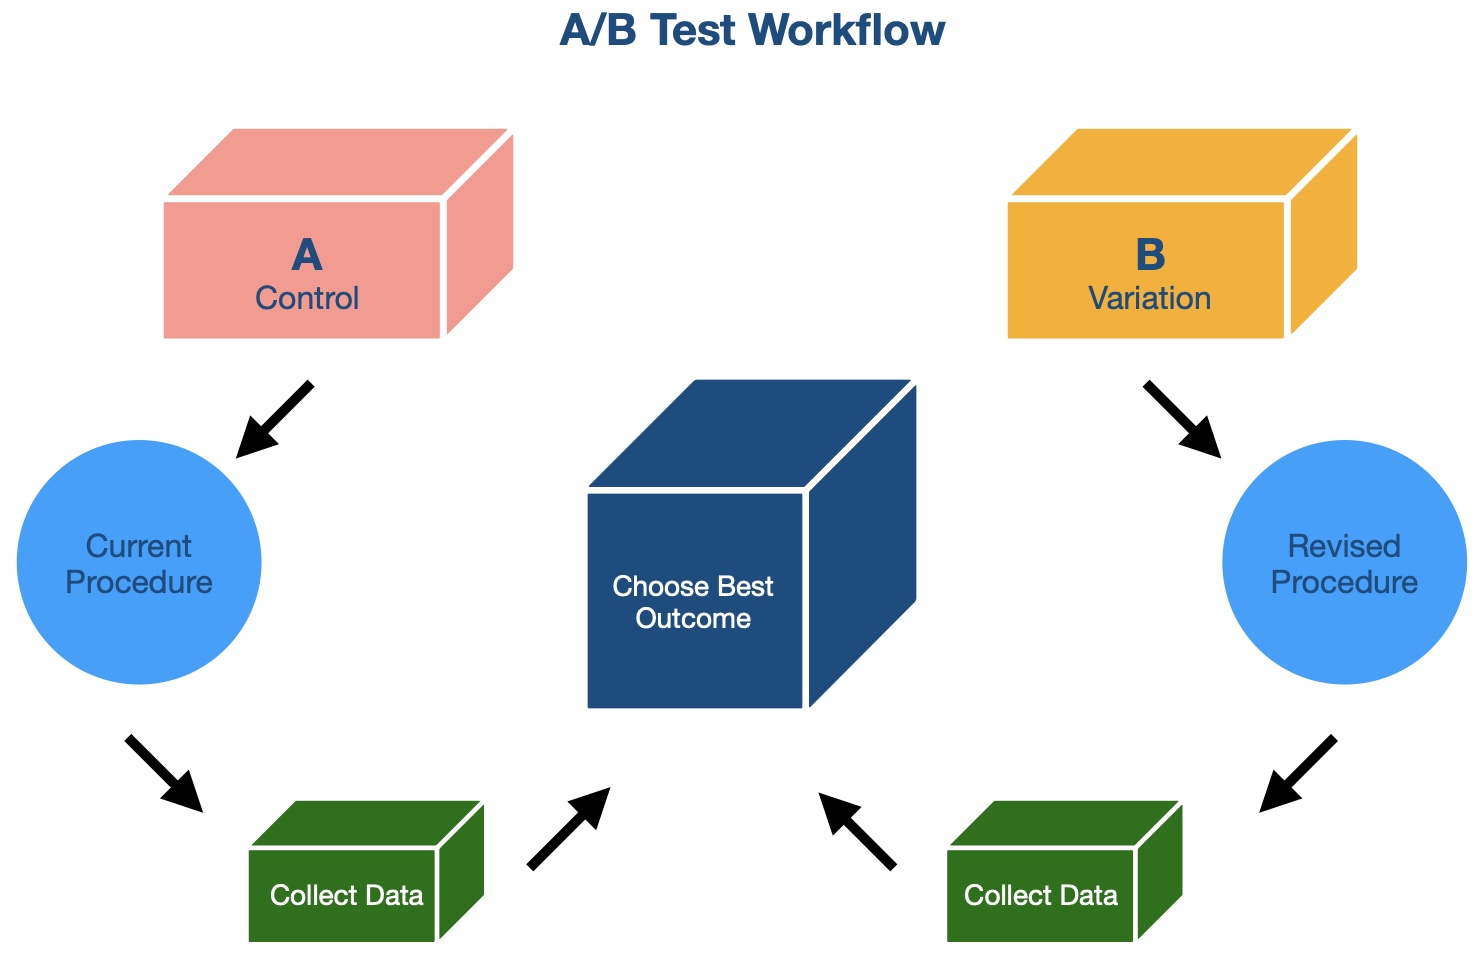 A/B Test Workflow
A
Control
B
Variation
Current
Procedure
Choose Best
Outcome
Revised
Procedure
Collect Data
Collect Data